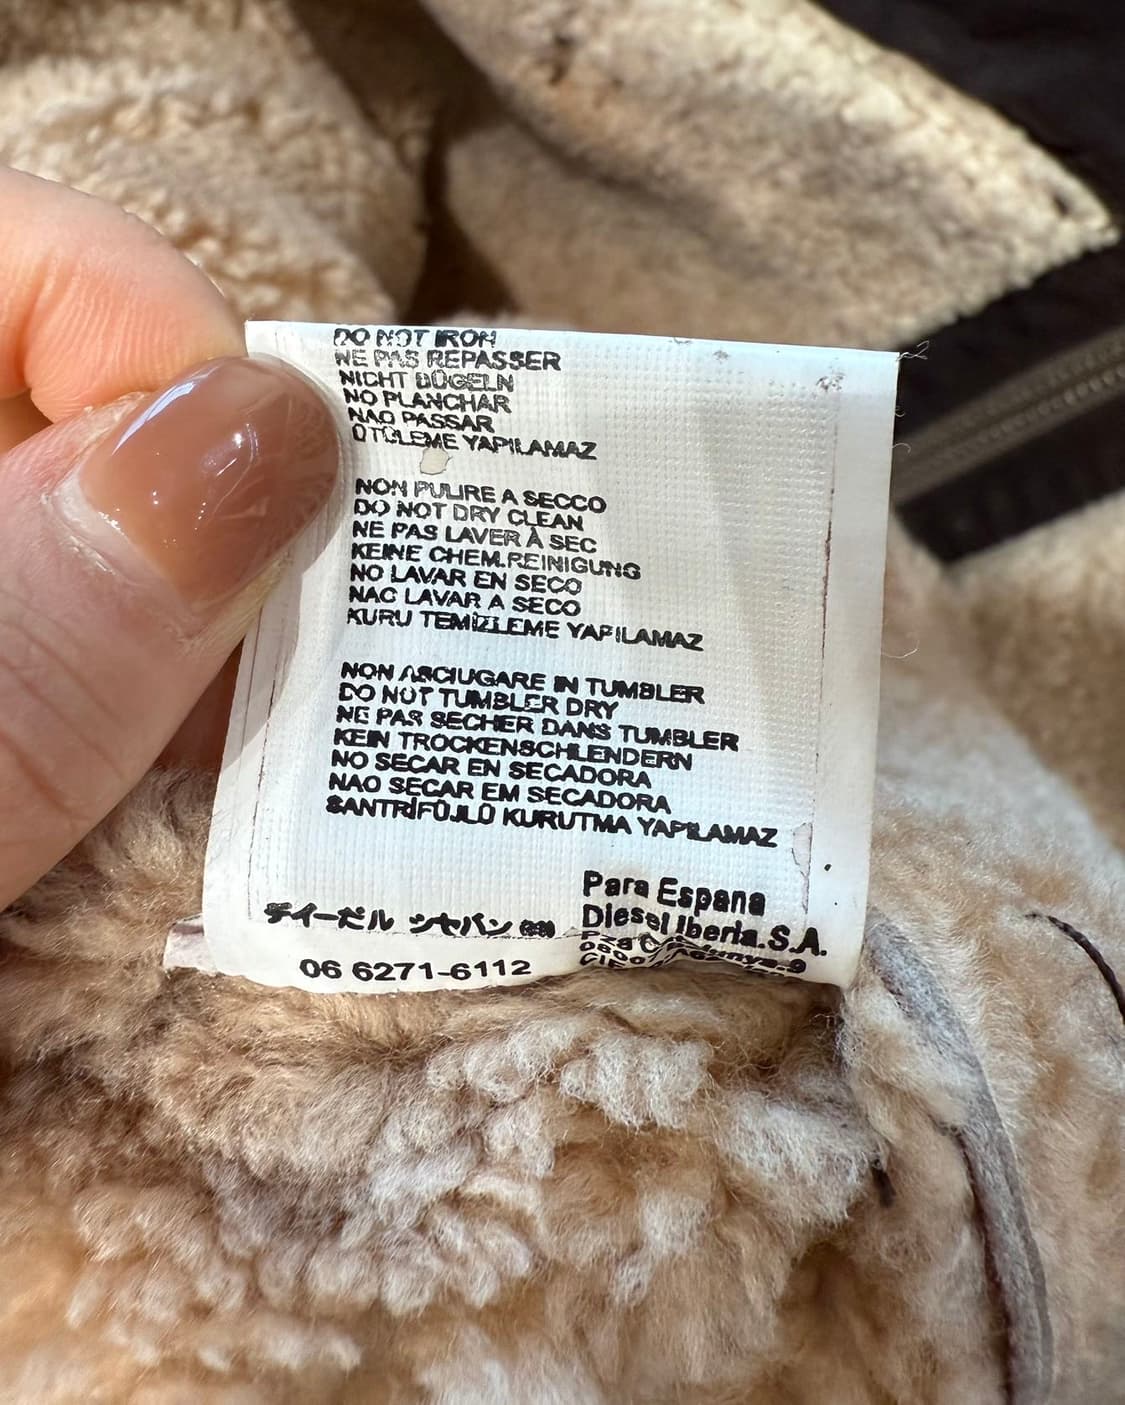 DO NOT IRON
NE PAS REPASSER
NICHT BÜGELN
NO PLANCHAR
NAO PASSAR
ÜTÜLEME YAPILAMAZ
NON PULIRE A SECCO
DO NOT DRY CLEAN
NE PAS LAVER À SEC
KEINE CHEM.REINIGUNG
NO LAVAR EN SECO
NAO LAVAR A SECO
KURU TEMİZLEME YAPILAMAZ
NON ASCIUGARE IN TUMBLER
DO NOT TUMBLER DRY
NE PAS SECHER DANS TUMBLER
KEIN TROCKENSCHLENDERN
NO SECAR EN SECADORA
NAO SECAR EM SECADORA
SANTRİFÜJLÜ KURUTMA YAPILAMAZ
Para Espana
Diesel Iberia.S.A.
ディーゼル ジャパン
06 6271-6112